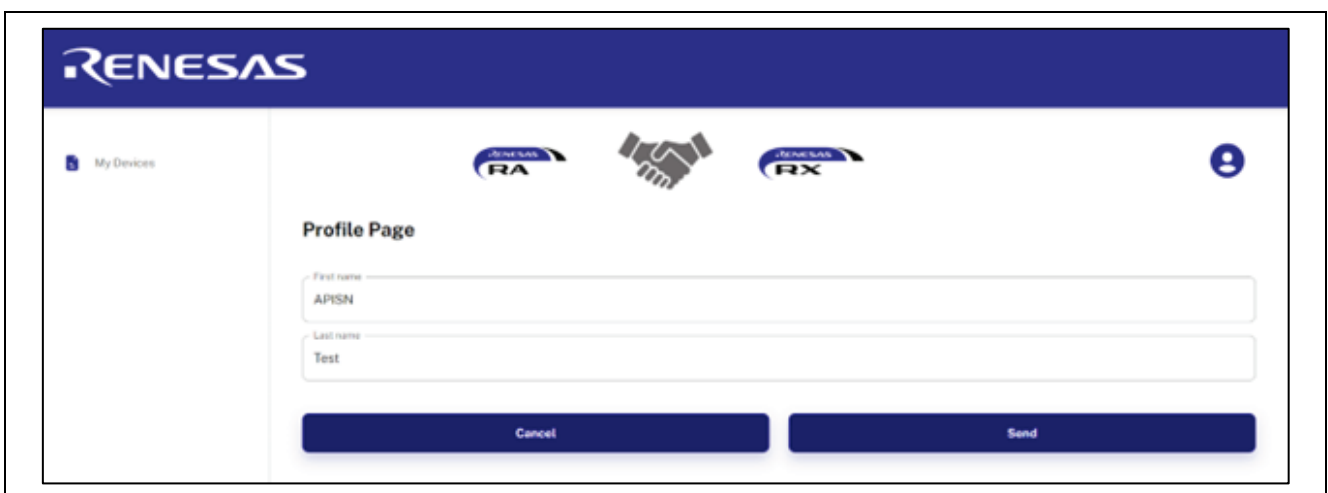 RENESAS
My Devices
RENESAS
RA
RENESAS
RX
Profile Page
First name
APISN
Last name
Test
Cancel
Send